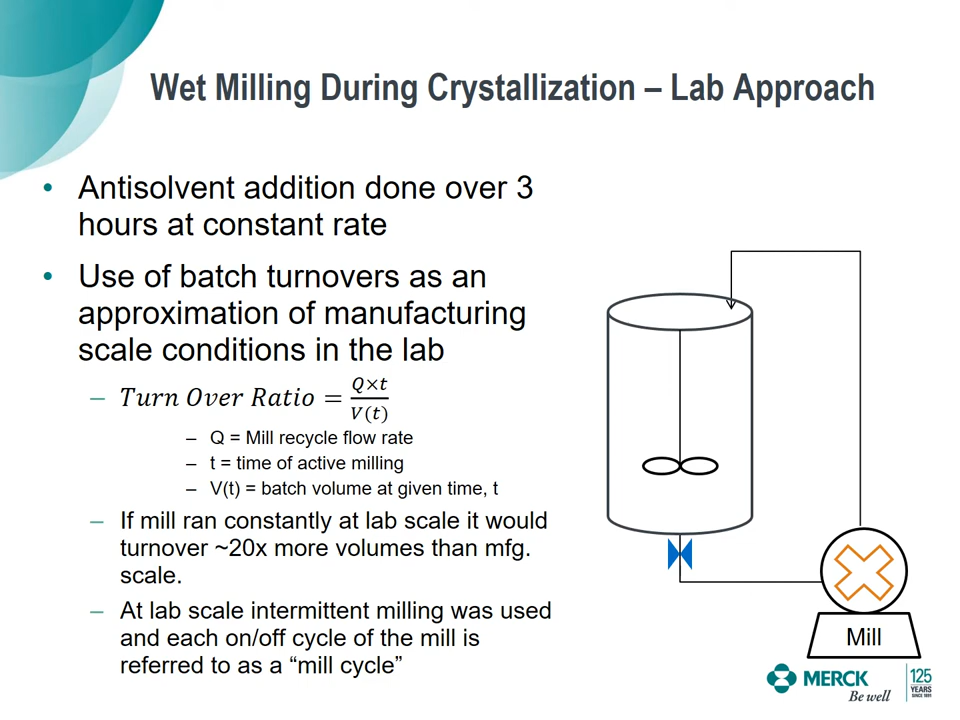 Wet Milling During Crystallization – Lab Approach
• Antisolvent addition done over 3
hours at constant rate
• Use of batch turnovers as an
approximation of manufacturing
scale conditions in the lab
– Turn Over Ratio = Q×t / V(t)
– Q = Mill recycle flow rate
– t = time of active milling
– V(t) = batch volume at given time, t
– If mill ran constantly at lab scale it would
turnover ~20x more volumes than mfg.
scale.
– At lab scale intermittent milling was used
and each on/off cycle of the mill is
referred to as a “mill cycle”
Mill
MERCK
Be well
125
YEARS
SINCE 1891